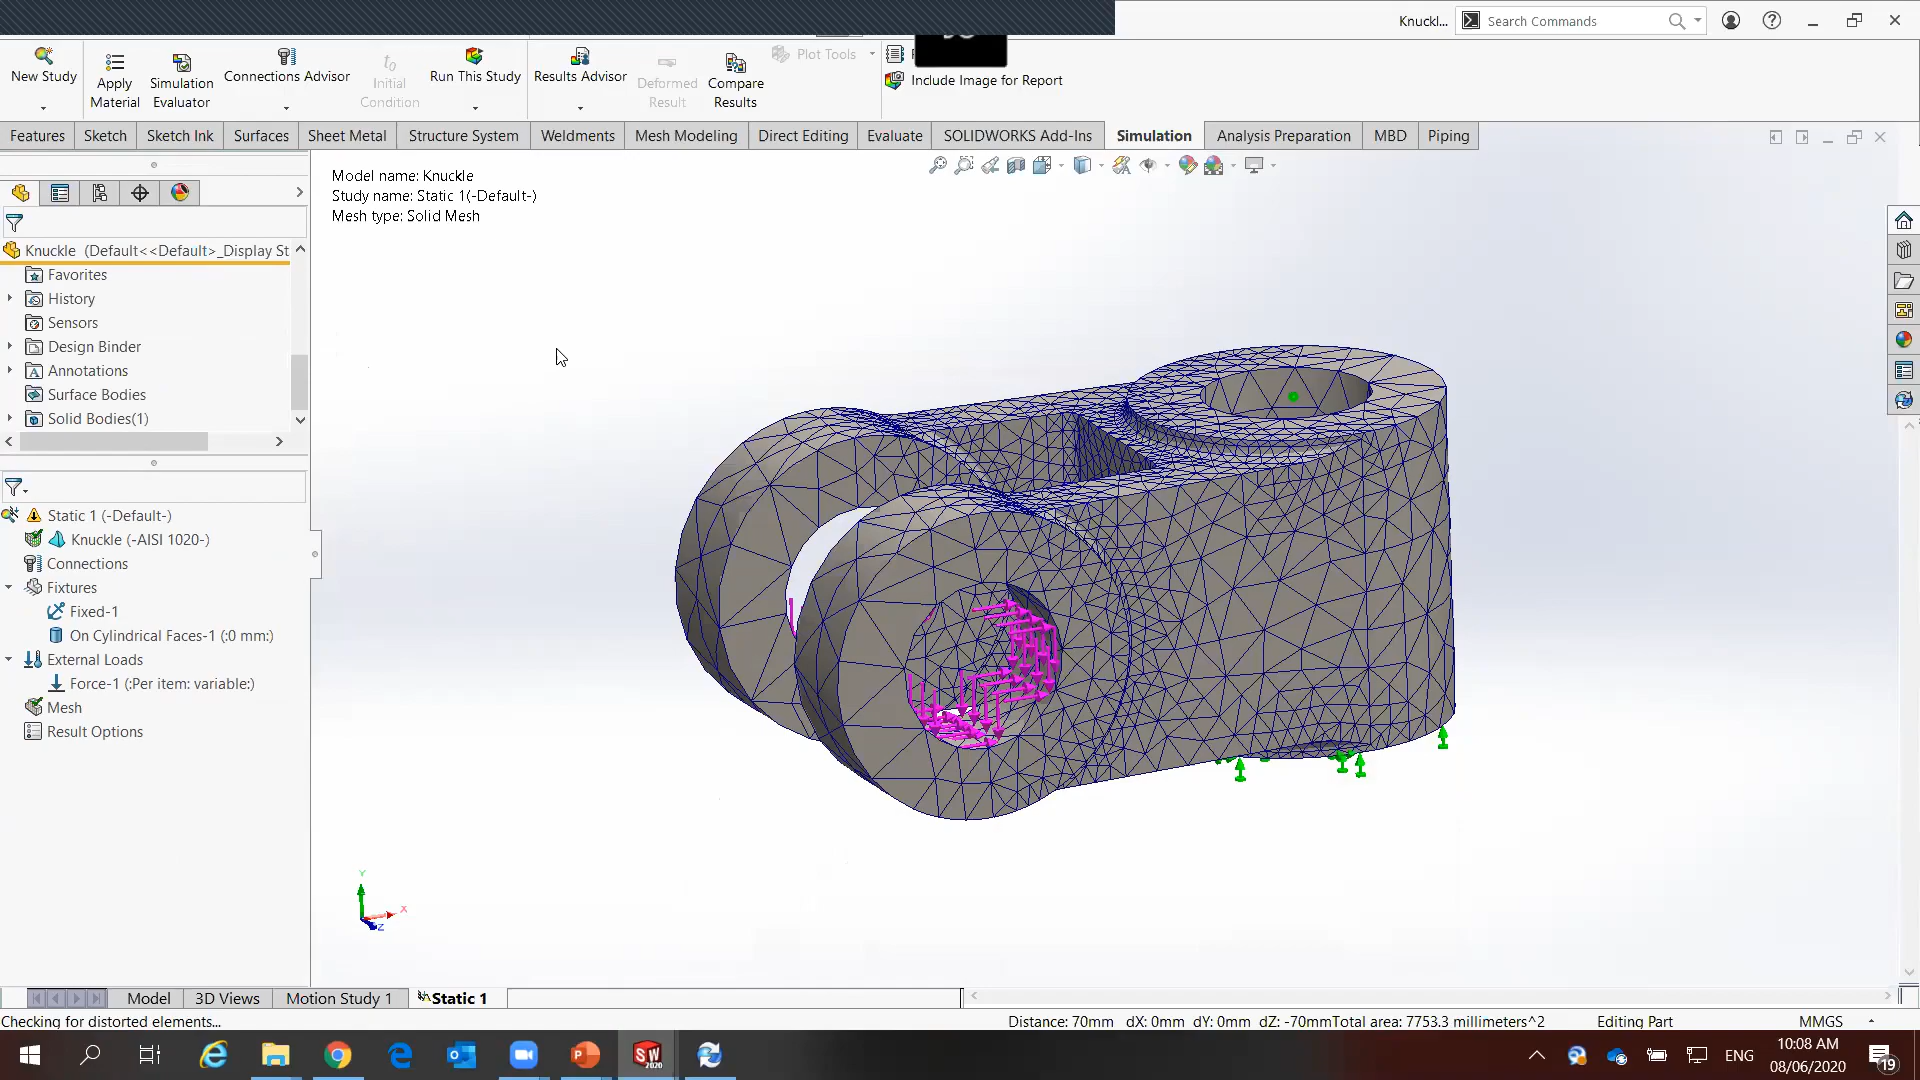 Knuckl...
Search Commands
New Study
Apply Material
Simulation Evaluator
Connections Advisor
Initial Condition
Run This Study
Results Advisor
Deformed Result
Compare Results
Plot Tools
Include Image for Report
Features
Sketch
Sketch Ink
Surfaces
Sheet Metal
Structure System
Weldments
Mesh Modeling
Direct Editing
Evaluate
SOLIDWORKS Add-Ins
Simulation
Analysis Preparation
MBD
Piping
Model name: Knuckle
Study name: Static 1(-Default-)
Mesh type: Solid Mesh
Knuckle (Default<<Default>_Display St
Favorites
History
Sensors
Design Binder
Annotations
Surface Bodies
Solid Bodies(1)
Static 1 (-Default-)
Knuckle (-AISI 1020-)
Connections
Fixtures
Fixed-1
On Cylindrical Faces-1 (:0 mm:)
External Loads
Force-1 (:Per item: variable:)
Mesh
Result Options
Y
X
Z
Model
3D Views
Motion Study 1
Static 1
Checking for distorted elements...
Distance: 70mm dX: 0mm dY: 0mm dZ: -70mmTotal area: 7753.3 millimeters^2
Editing Part
MMGS
ENG
10:08 AM
08/06/2020
19